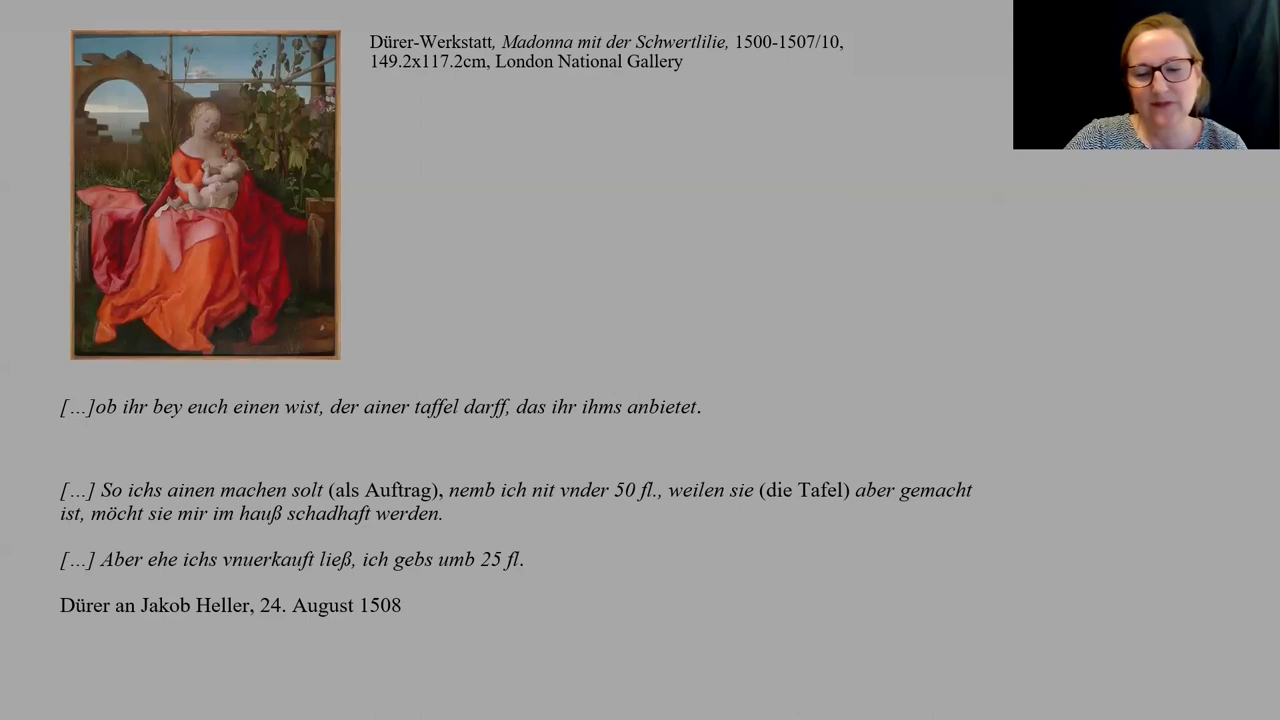 Dürer-Werkstatt, Madonna mit der Schwertlilie, 1500-1507/10,
149.2x117.2cm, London National Gallery
[…]ob ihr bey euch einen wist, der ainer taffel darff, das ihr ihms anbietet.
[…] So ichs ainen machen solt (als Auftrag), nemb ich nit vnder 50 fl., weilen sie (die Tafel) aber gemacht
ist, möcht sie mir im hauß schadhaft werden.
[…] Aber ehe ichs vnuerkauft ließ, ich gebs umb 25 fl.
Dürer an Jakob Heller, 24. August 1508